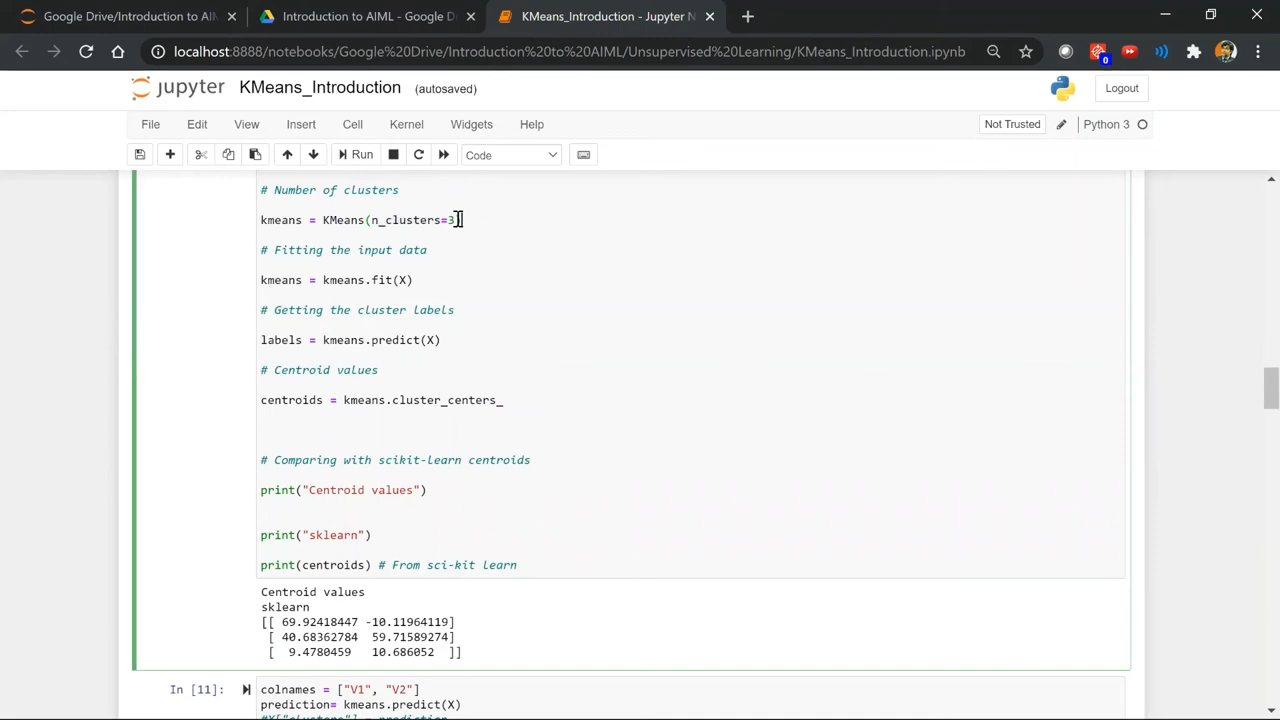 Google Drive/Introduction to AIM
Introduction to AIML - Google D
KMeans_Introduction - Jupyter N
localhost:8888/notebooks/Google%20Drive/Introduction%20to%20AIML/Unsupervised%20Learning/KMeans_Introduction.ipynb
0
jupyter KMeans_Introduction (autosaved)
Logout
File Edit View Insert Cell Kernel Widgets Help
Not Trusted
Python 3
Run
Code
# Number of clusters
kmeans = KMeans(n_clusters=3)
# Fitting the input data
kmeans = kmeans.fit(X)
# Getting the cluster labels
labels = kmeans.predict(X)
# Centroid values
centroids = kmeans.cluster_centers_
# Comparing with scikit-learn centroids
print("Centroid values")
print("sklearn")
print(centroids) # From sci-kit learn
Centroid values
sklearn
[[ 69.92418447 -10.11964119]
[ 40.68362784 59.71589274]
[ 9.4780459 10.686052 ]]
In [11]:
colnames = ["V1", "V2"]
prediction= kmeans.predict(X)
#X["clusters"] = prediction